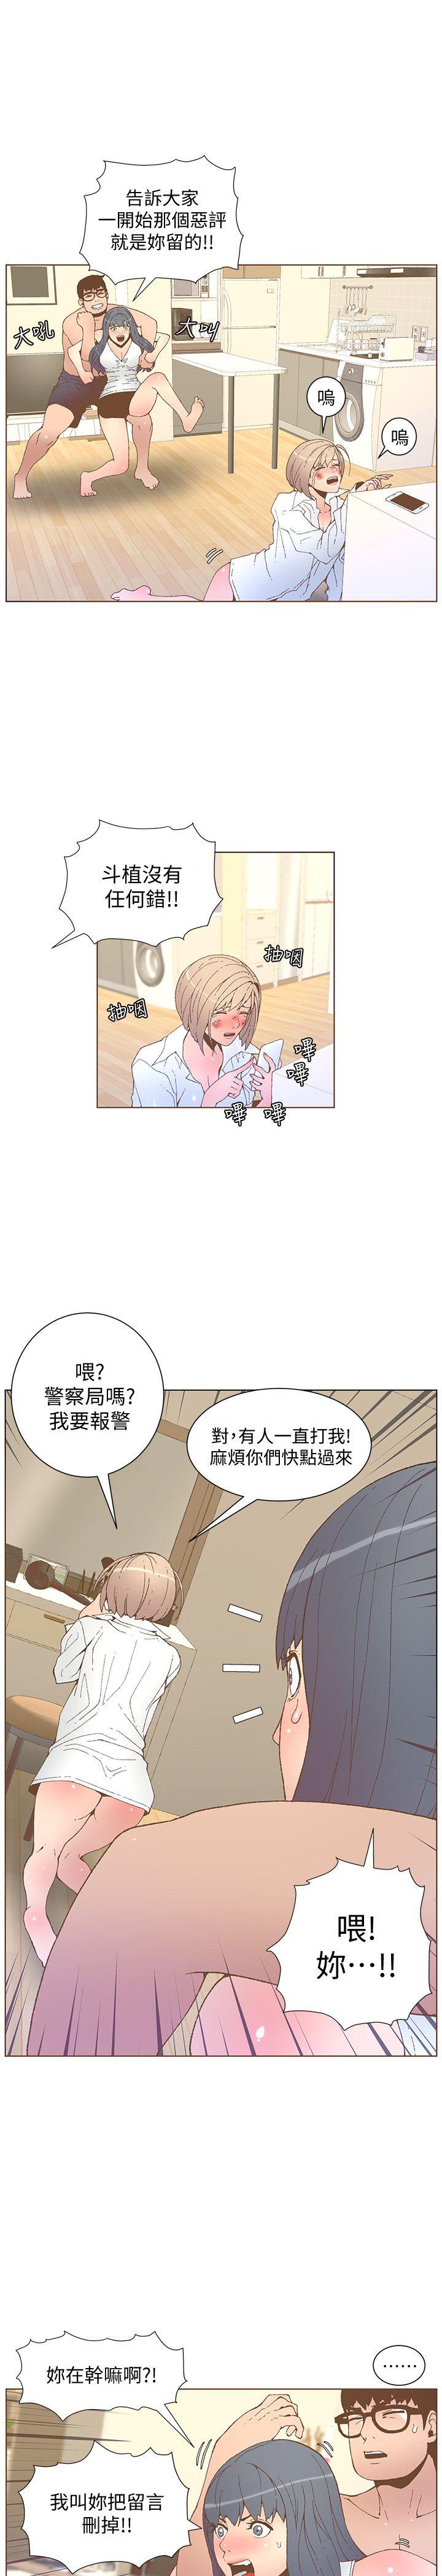 告訴大家
一開始那個惡評
就是妳留的!!
大吼
大叫
嗚
嗚
斗植沒有
任何錯!!
抽咽
抽咽
嗶
嗶
嗶
嗶
喂?
警察局嗎?
我要報警
對，有人一直打我!
麻煩你們快點過來
喂!
妳…!!
……
妳在幹嘛啊?!
我叫妳把留言
刪掉!!